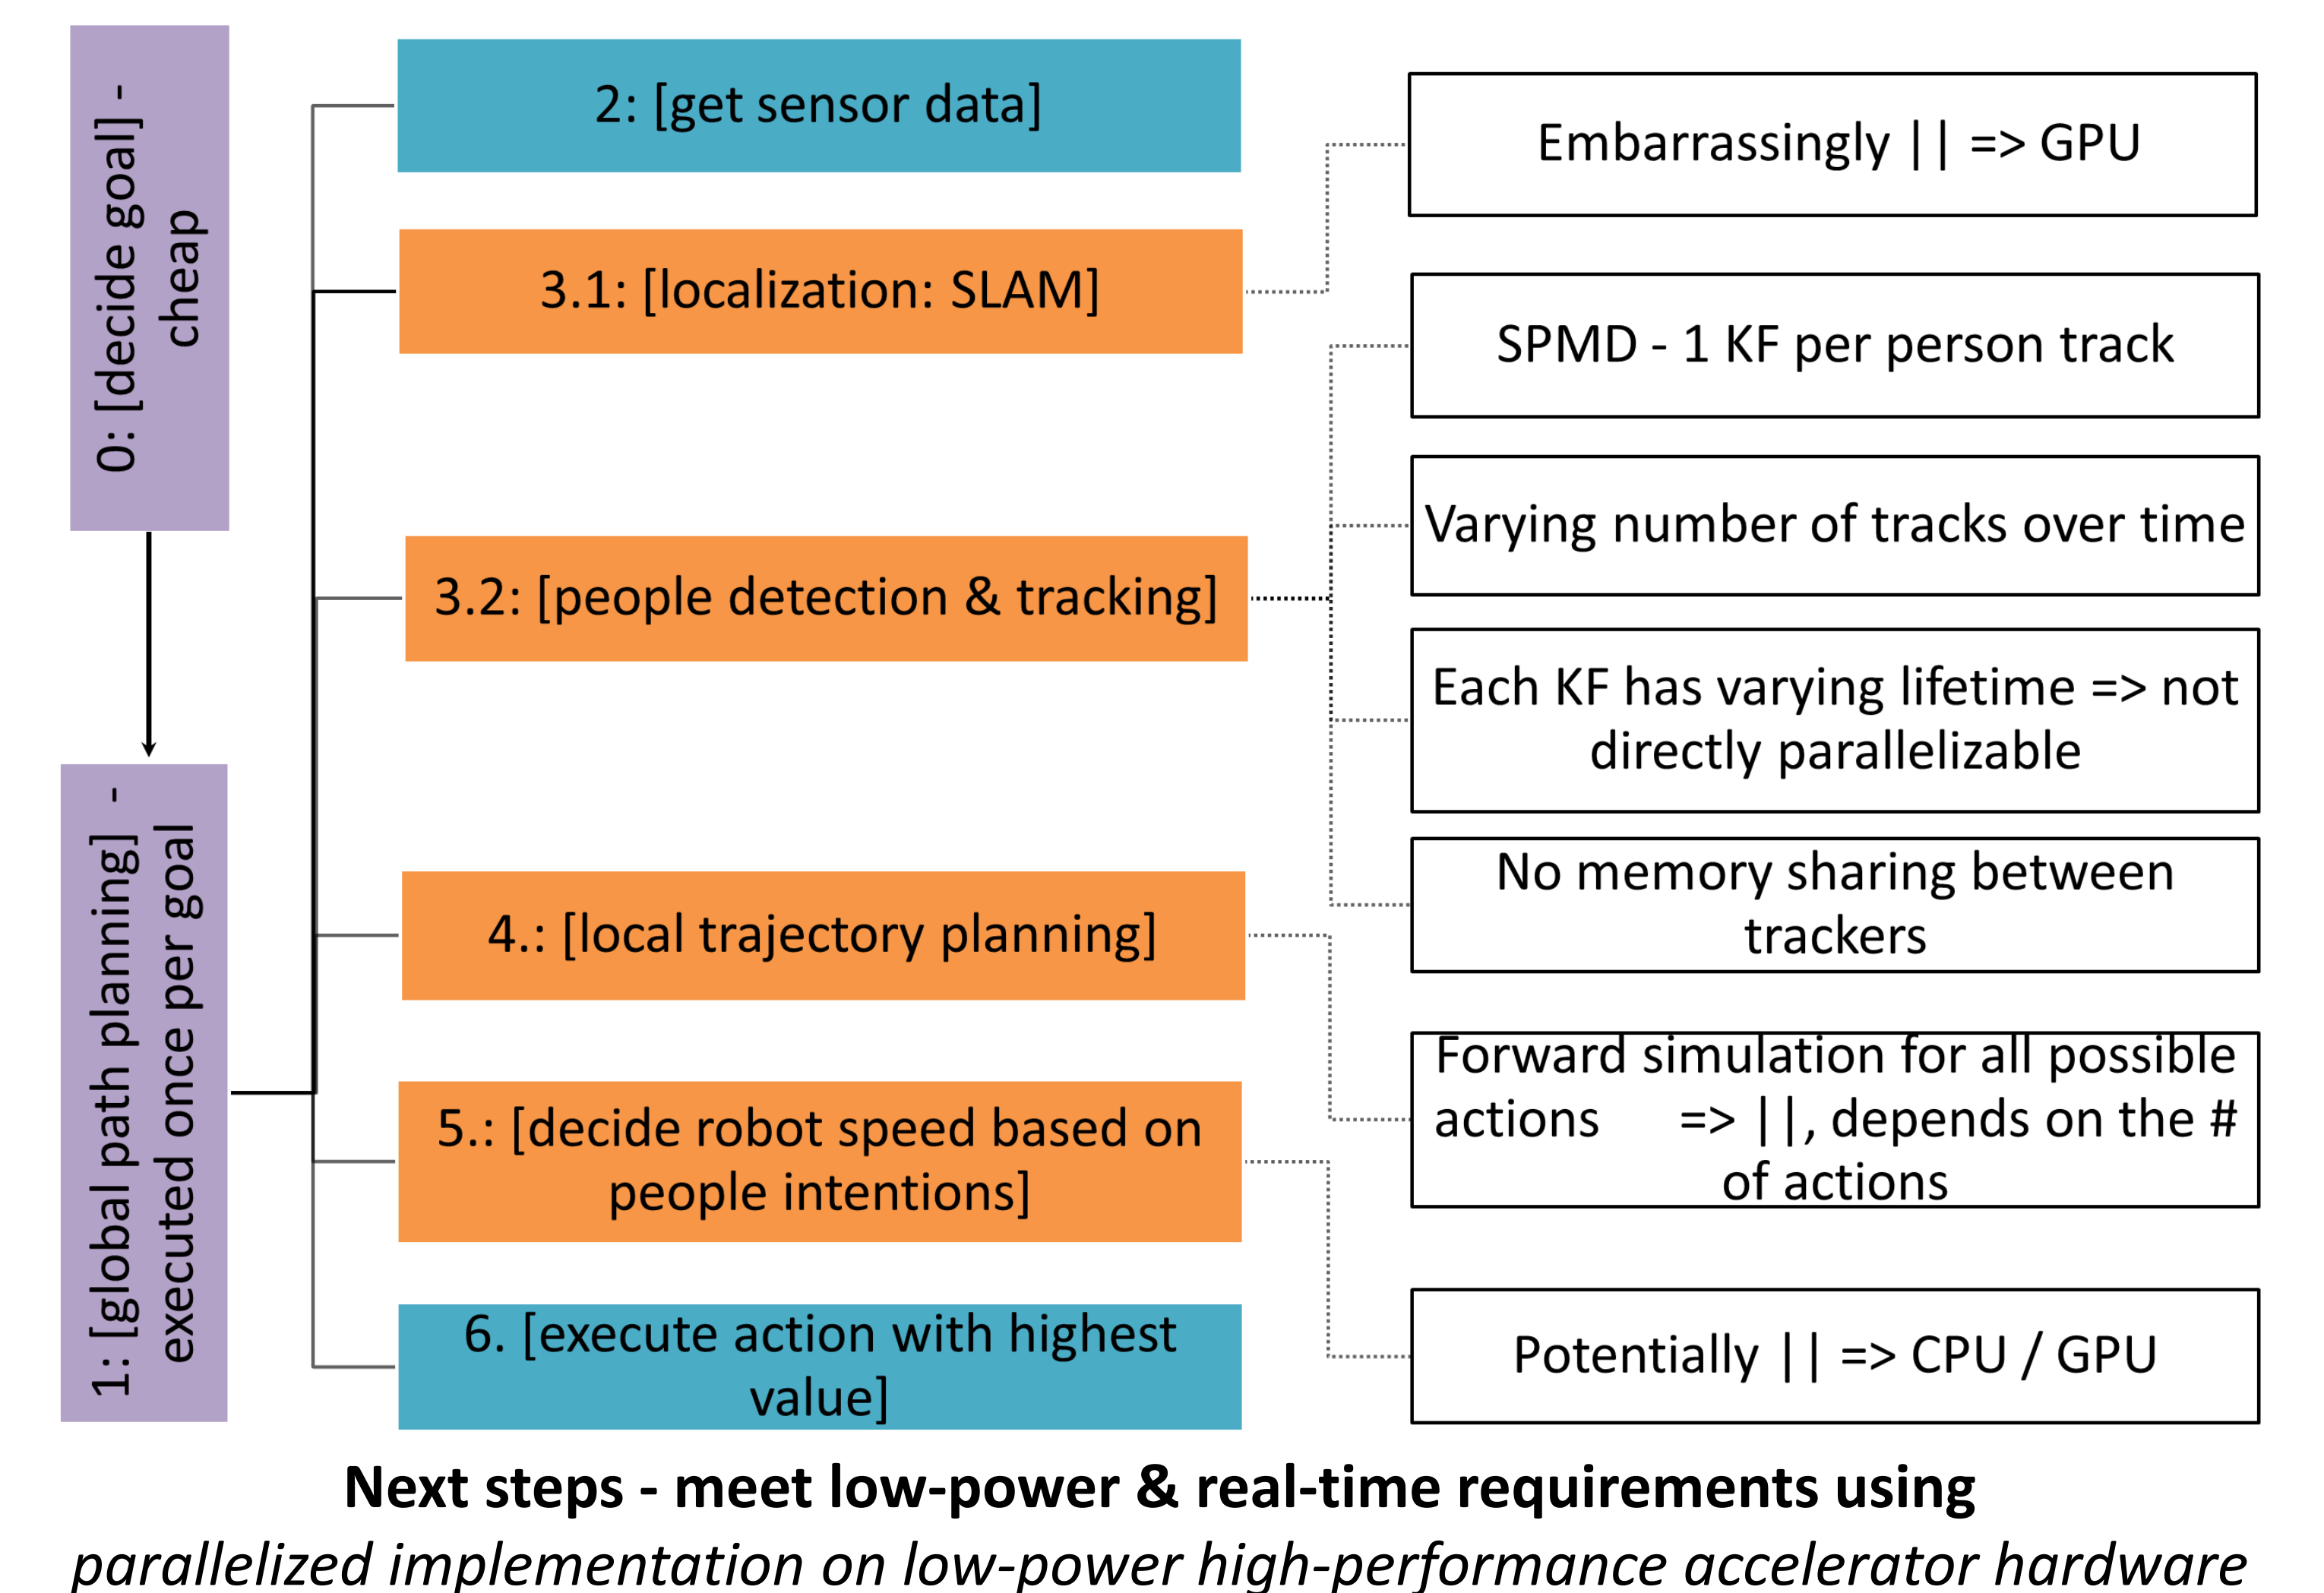 0: [decide goal] -
cheap
1: [global path planning] -
executed once per goal
2: [get sensor data]
3.1: [localization: SLAM]
3.2: [people detection & tracking]
4.: [local trajectory planning]
5.: [decide robot speed based on
people intentions]
6. [execute action with highest
value]
Embarrassingly || => GPU
SPMD - 1 KF per person track
Varying number of tracks over time
Each KF has varying lifetime => not
directly parallelizable
No memory sharing between
trackers
Forward simulation for all possible
actions => ||, depends on the #
of actions
Potentially || => CPU / GPU
Next steps - meet low-power & real-time requirements using
parallelized implementation on low-power high-performance accelerator hardware